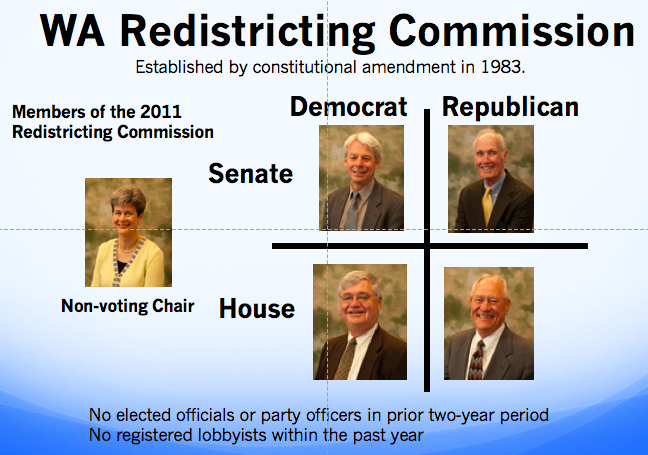 WA Redistricting Commission
Established by constitutional amendment in 1983.
Members of the 2011
Redistricting Commission
Democrat
Republican
Senate
Non-voting Chair
House
No elected officials or party officers in prior two-year period
No registered lobbyists within the past year